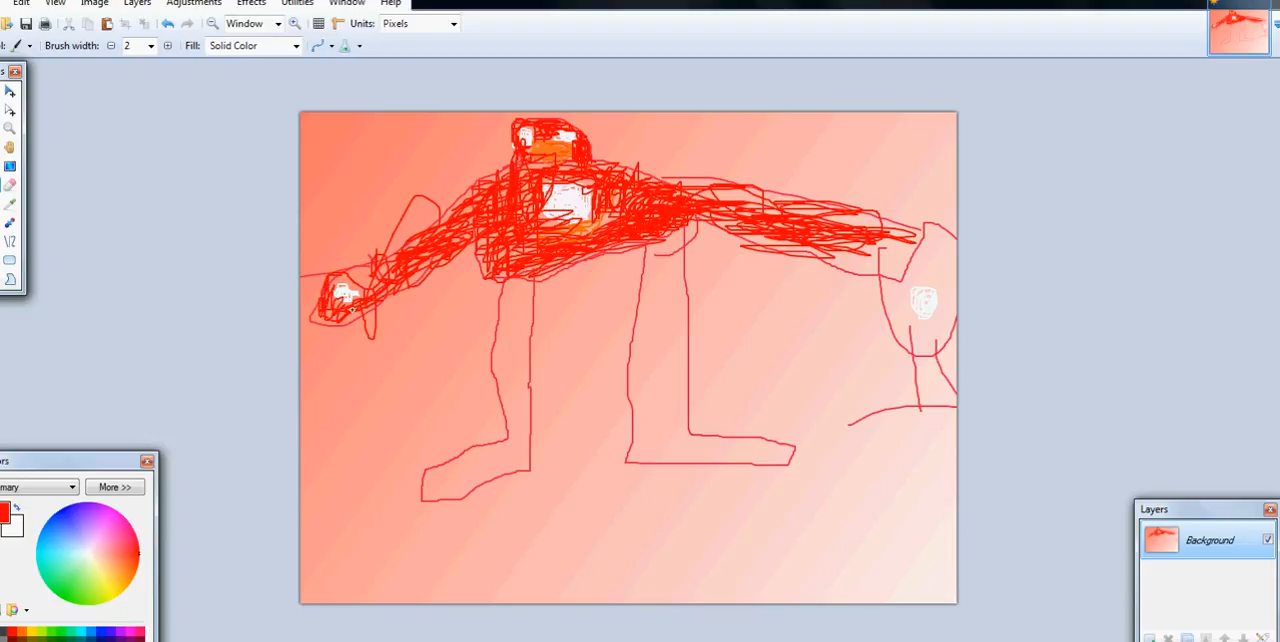 Edit View Image Layers Adjustments Effects Utilities Window Help
Window Units: Pixels
Brush width: 2 Fill: Solid Color
More >>
Layers
Background